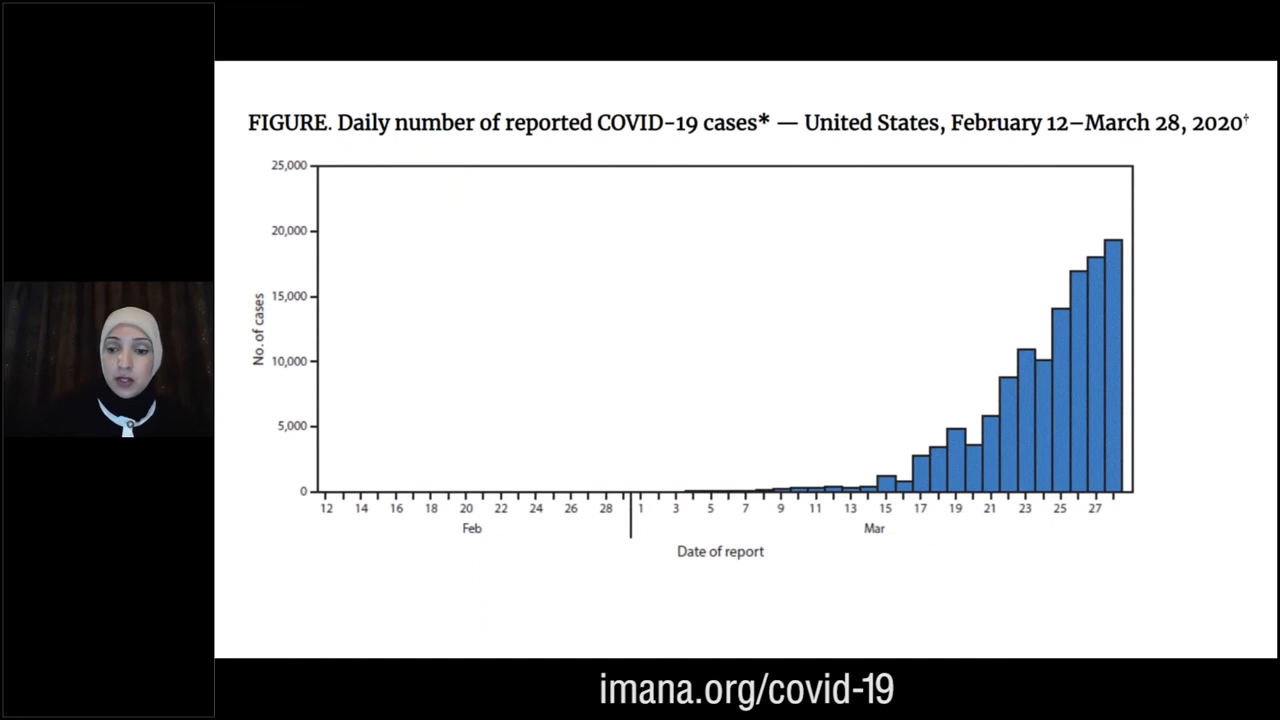 FIGURE. Daily number of reported COVID-19 cases* — United States, February 12–March 28, 2020†
25,000
20,000
15,000
10,000
5,000
0
No. of cases
12 14 16 18 20 22 24 26 28 1 3 5 7 9 11 13 15 17 19 21 23 25 27
Feb Mar
Date of report
imana.org/covid-19